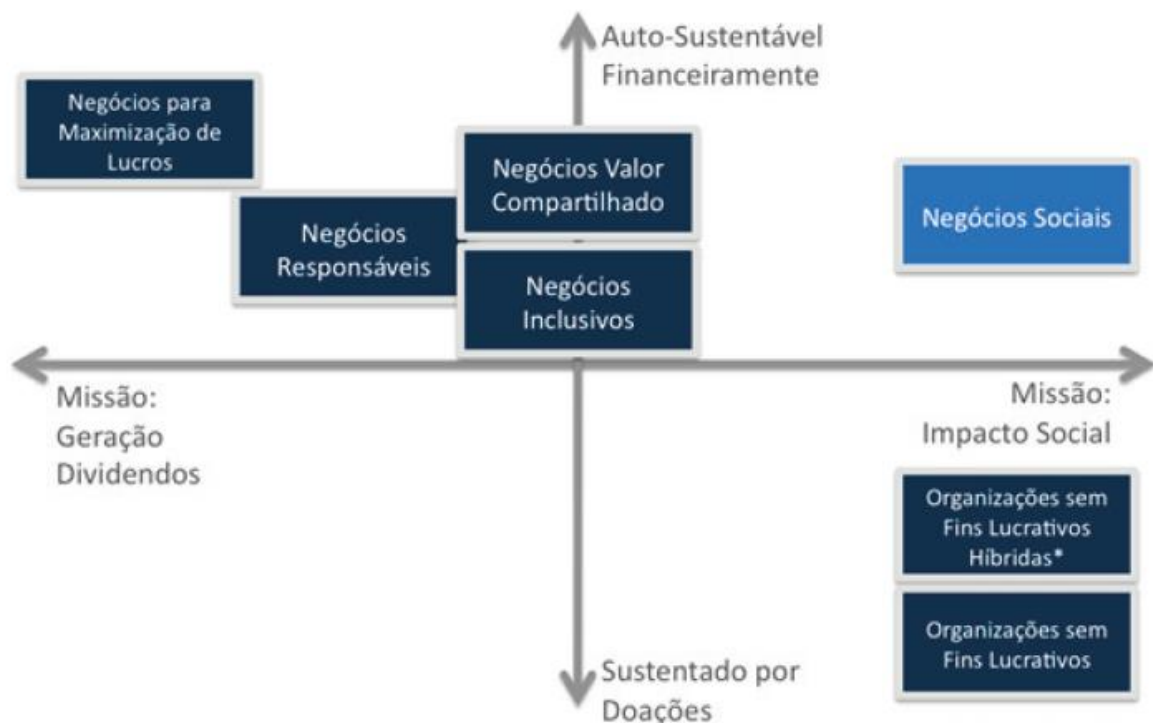 Auto-Sustentável
Financeiramente
Negócios para
Maximização de
Lucros
Negócios Valor
Compartilhado
Negócios Sociais
Negócios
Responsáveis
Negócios
Inclusivos
Missão:
Geração
Dividendos
Missão:
Impacto Social
Organizações sem
Fins Lucrativos
Híbridas*
Organizações sem
Fins Lucrativos
Sustentado por
Doações